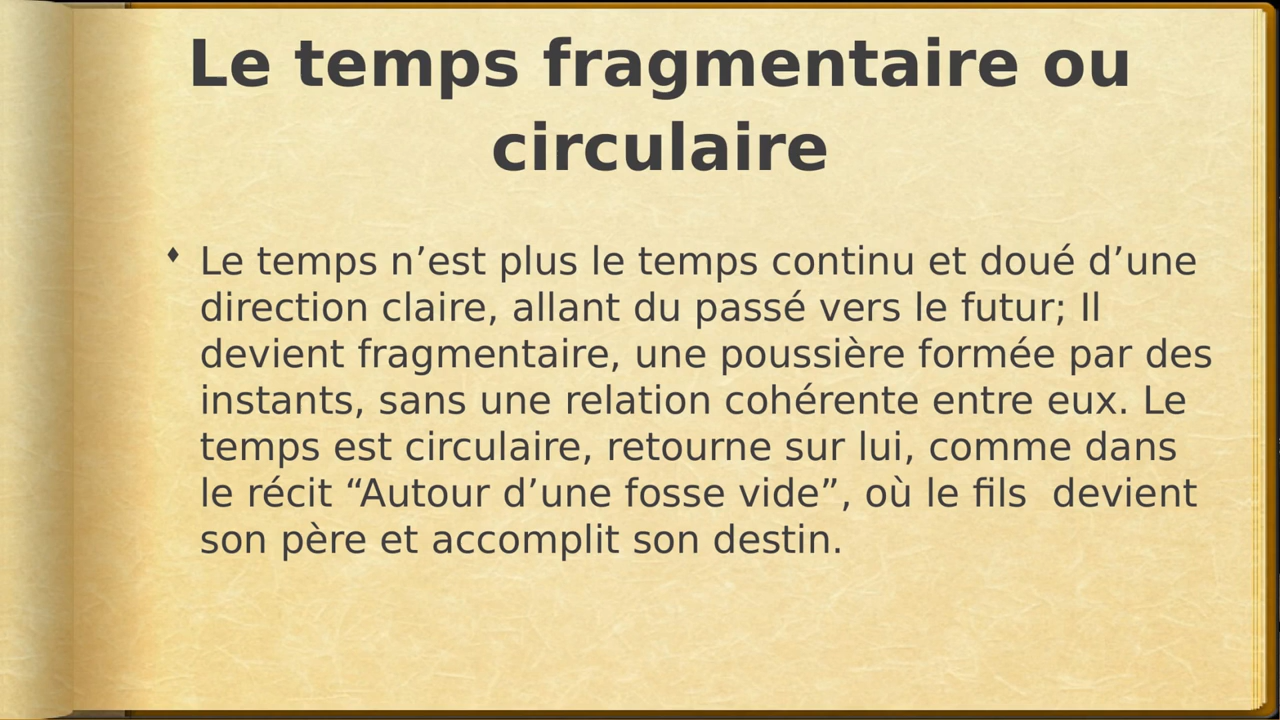 Le temps fragmentaire ou
circulaire
♦ Le temps n’est plus le temps continu et doué d’une
direction claire, allant du passé vers le futur; Il
devient fragmentaire, une poussière formée par des
instants, sans une relation cohérente entre eux. Le
temps est circulaire, retourne sur lui, comme dans
le récit “Autour d’une fosse vide”, où le fils  devient
son père et accomplit son destin.